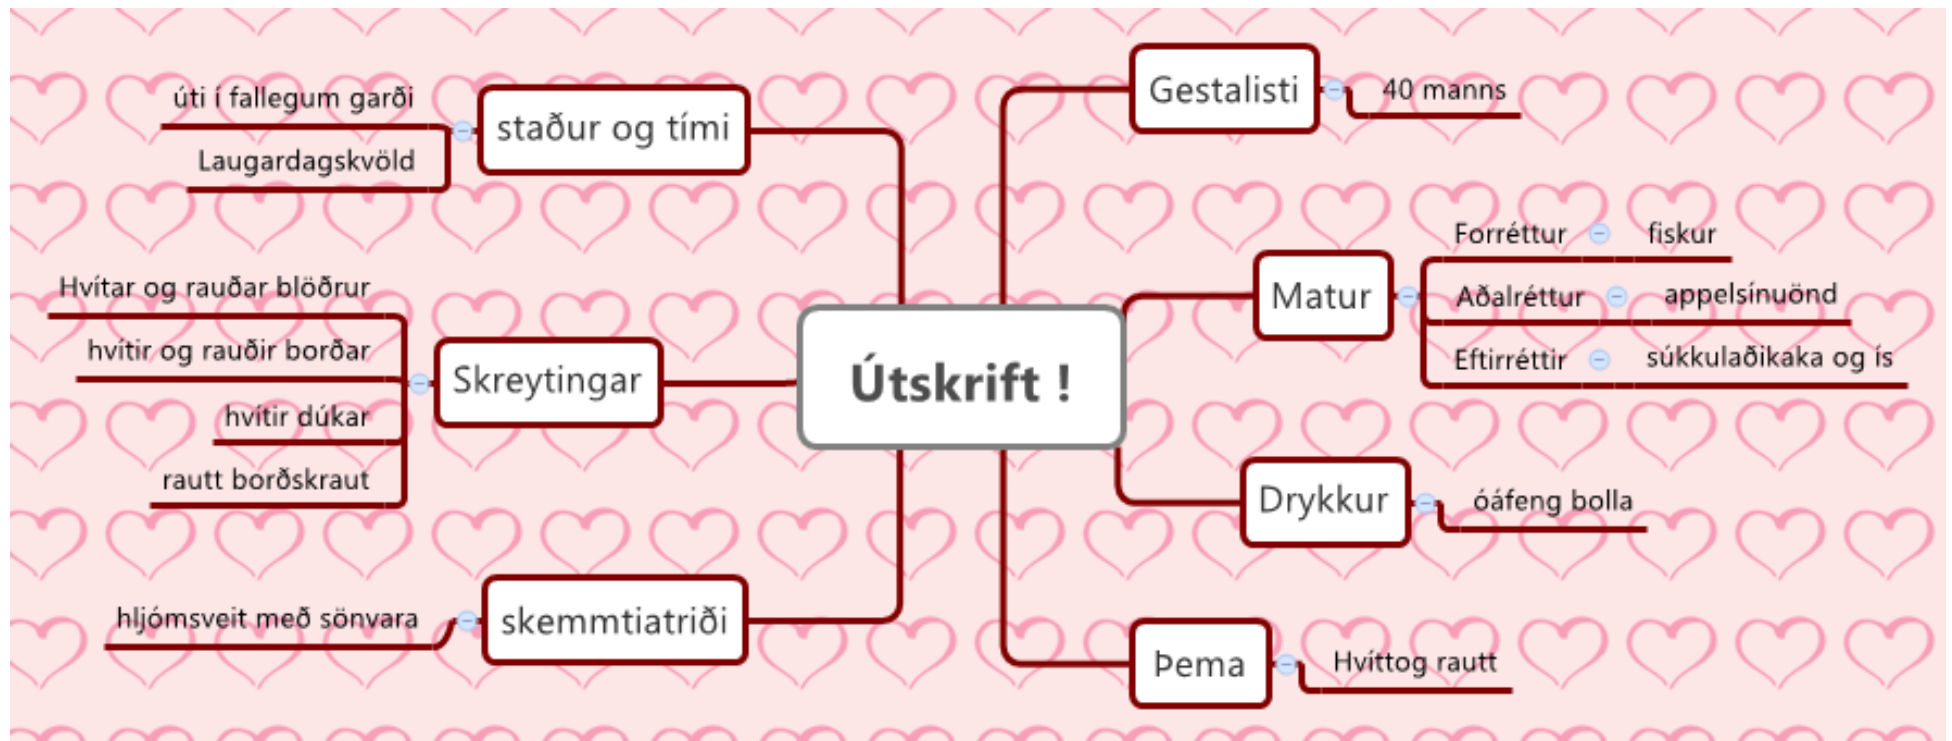 Útskrift !
Gestalisti
40 manns
Matur
Forréttur
fiskur
Aðalréttur
appelsínuönd
Eftirréttir
súkkulaðikaka og ís
Drykkur
óáfeng bolla
Þema
Hvíttog rautt
staður og tími
úti í fallegum garði
Laugardagskvöld
Skreytingar
Hvítar og rauðar blöðrur
hvítir og rauðir borðar
hvítir dúkar
rautt borðskraut
skemmtiatriði
hljómsveit með sönvara